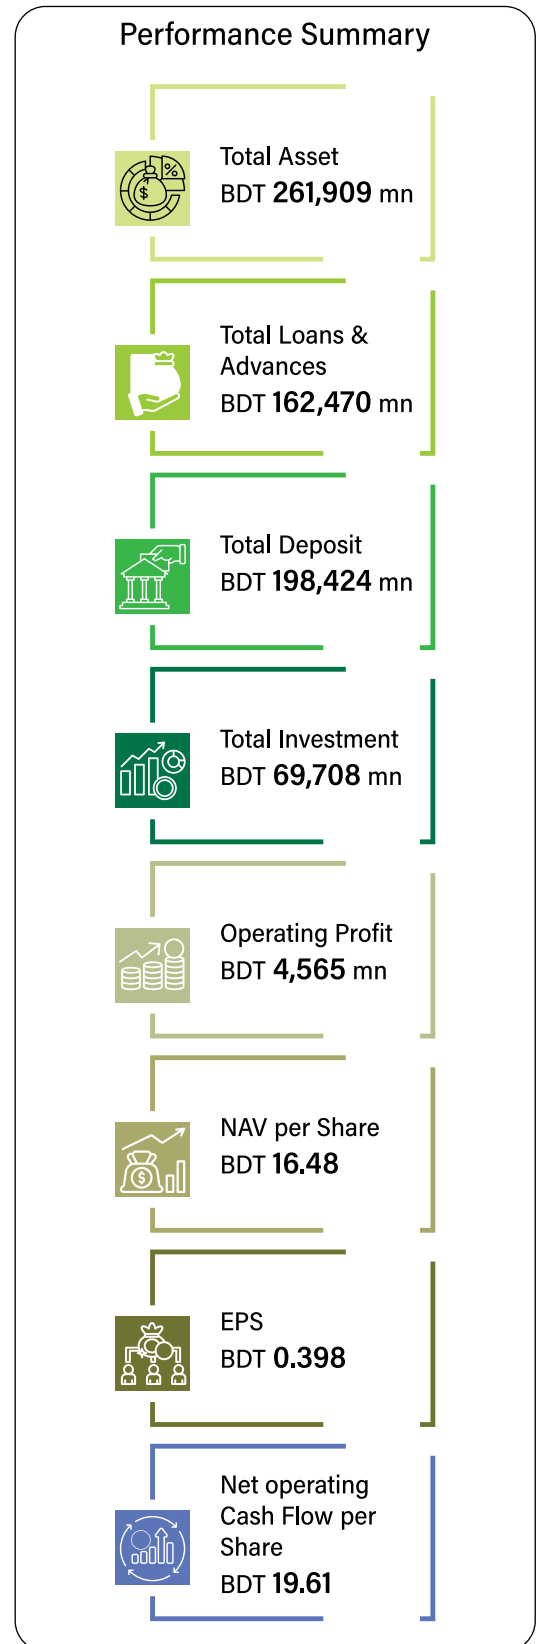 Performance Summary
%
$
Total Asset
BDT 261,909 mn
Total Loans &
Advances
BDT 162,470 mn
Total Deposit
BDT 198,424 mn
Total Investment
BDT 69,708 mn
Operating Profit
BDT 4,565 mn
$
NAV per Share
BDT 16.48
EPS
BDT 0.398
Net operating
Cash Flow per
Share
BDT 19.61